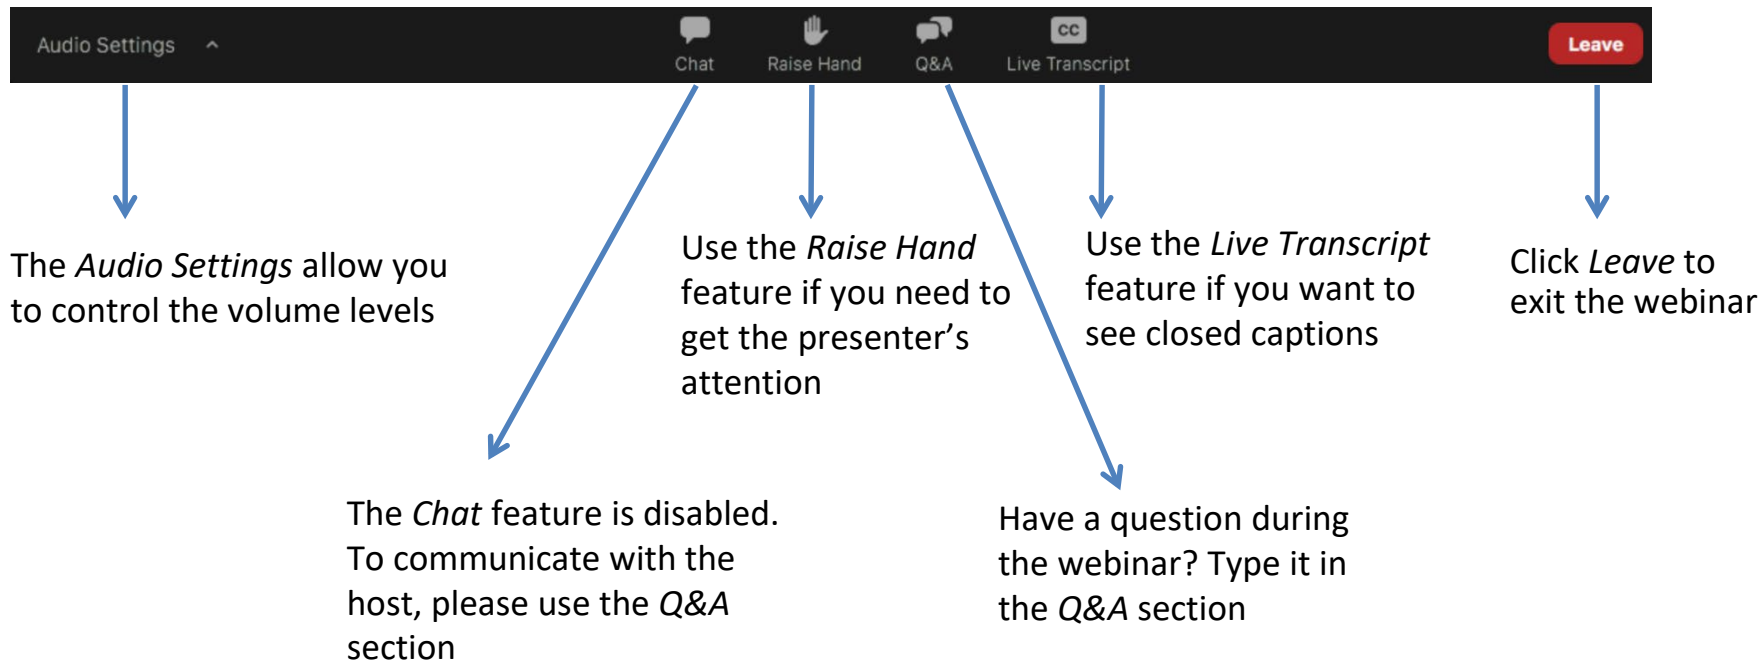 Audio Settings
Chat
Raise Hand
Q&A
CC
Live Transcript
Leave
The Audio Settings allow you
to control the volume levels
Use the Raise Hand
feature if you need to
get the presenter’s
attention
Use the Live Transcript
feature if you want to
see closed captions
Click Leave to
exit the webinar
The Chat feature is disabled.
To communicate with the
host, please use the Q&A
section
Have a question during
the webinar? Type it in
the Q&A section